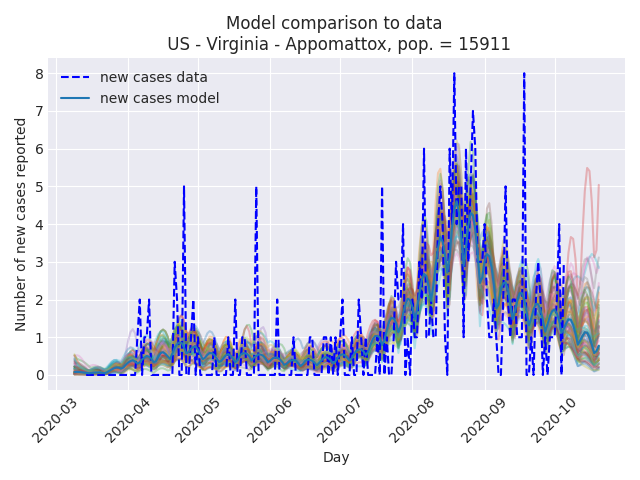 Model comparison to data
US - Virginia - Appomattox, pop. = 15911
new cases data
new cases model
Number of new cases reported
8
7
6
5
4
3
2
1
0
2020-03
2020-04
2020-05
2020-06
2020-07
2020-08
2020-09
2020-10
Day